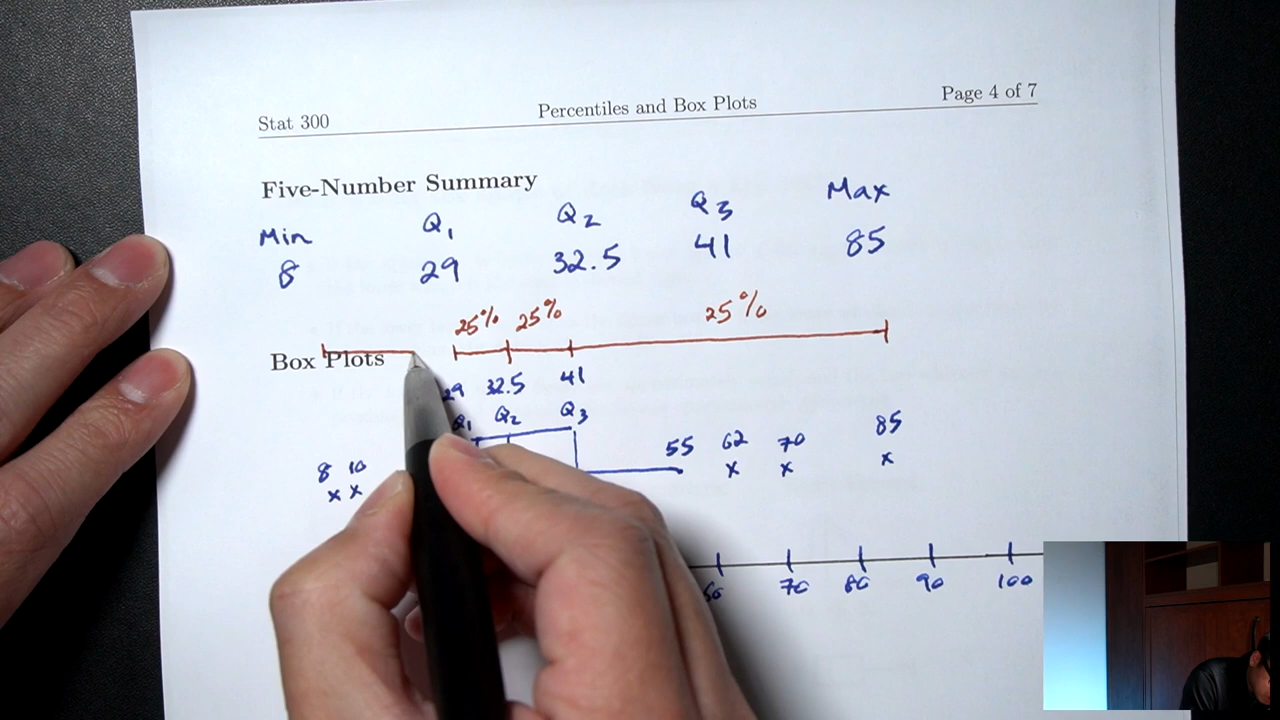 Stat 300 Percentiles and Box Plots Page 4 of 7
Five-Number Summary
Min Q1 Q2 Q3 Max
8 29 32.5 41 85
25% 25% 25%
Box Plots
29 32.5 41
Q1 Q2 Q3
8 10 55 62 70 85
x x x x x
60 70 80 90 100